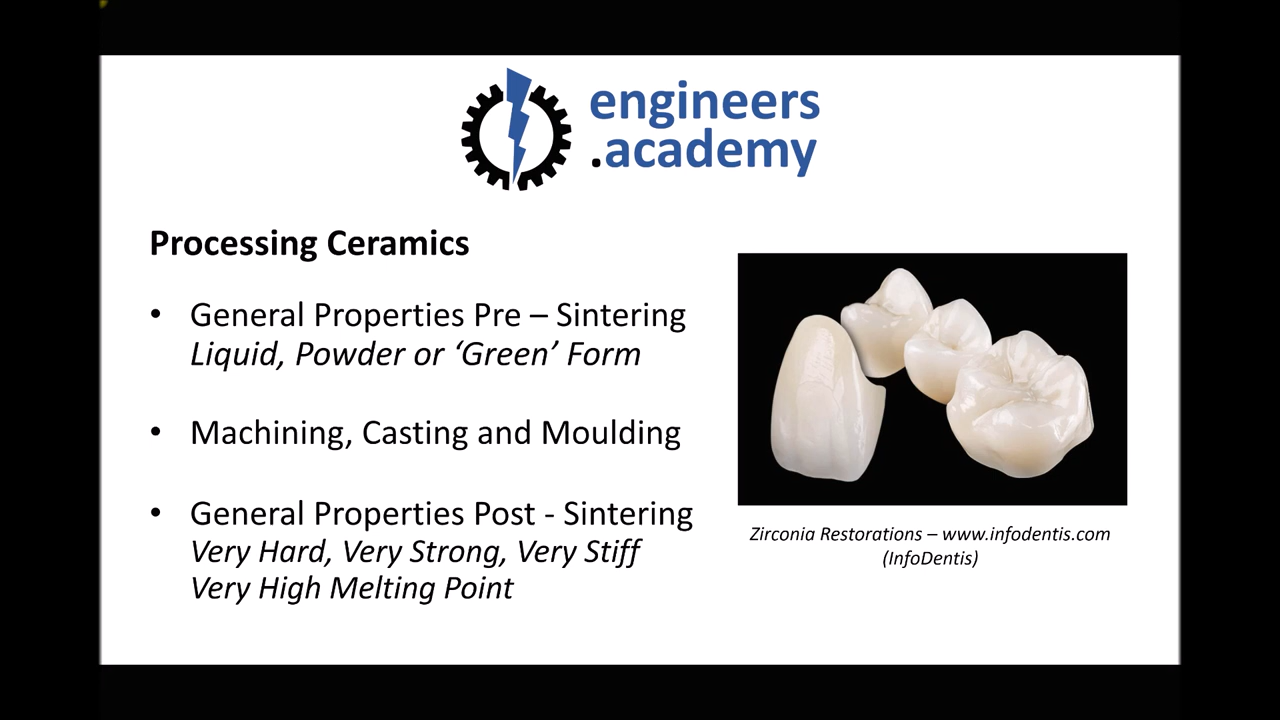 engineers
.academy
Processing Ceramics
• General Properties Pre – Sintering
Liquid, Powder or ‘Green’ Form
• Machining, Casting and Moulding
• General Properties Post - Sintering
Very Hard, Very Strong, Very Stiff
Very High Melting Point
Zirconia Restorations – www.infodentis.com
(InfoDentis)